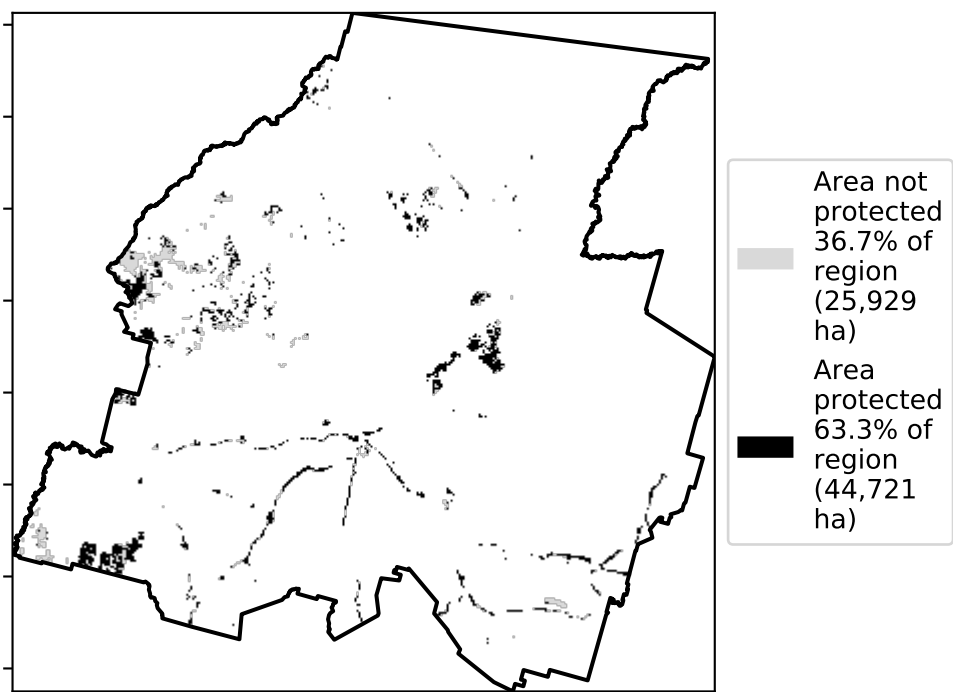 Area not
protected
36.7% of
region
(25,929
ha)
Area
protected
63.3% of
region
(44,721
ha)